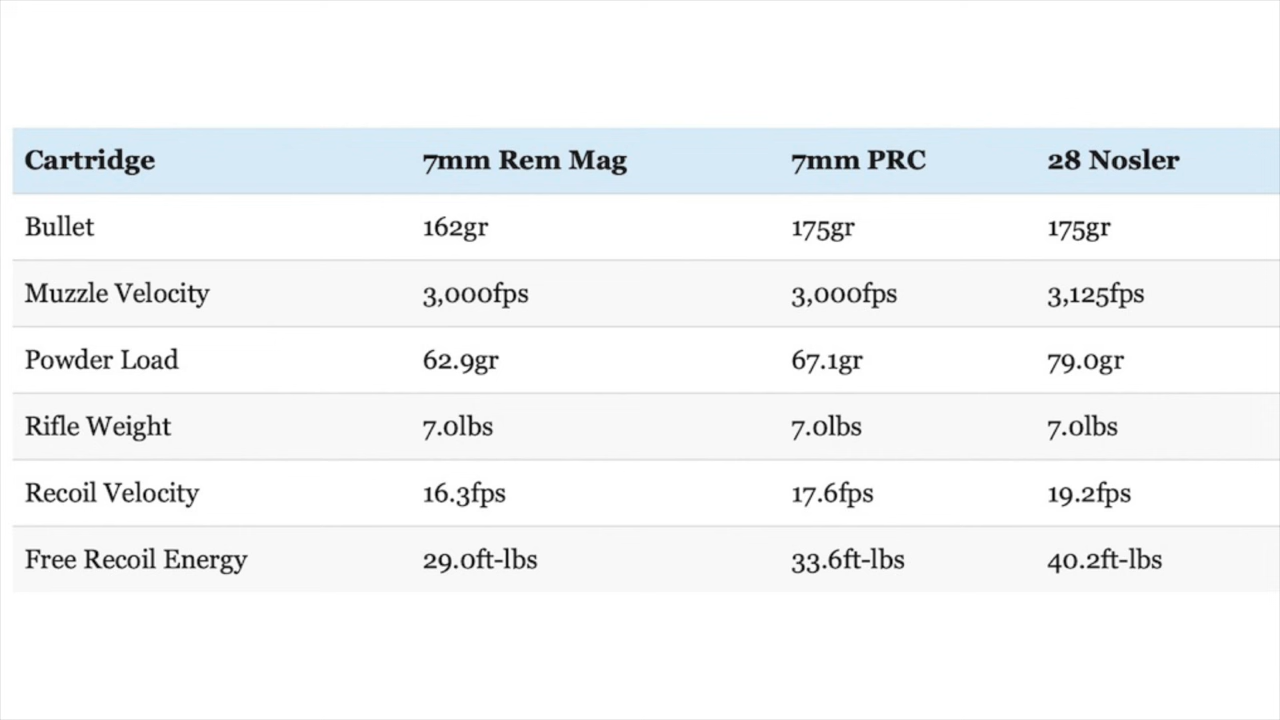 Cartridge 7mm Rem Mag 7mm PRC 28 Nosler
Bullet 162gr 175gr 175gr
Muzzle Velocity 3,000fps 3,000fps 3,125fps
Powder Load 62.9gr 67.1gr 79.0gr
Rifle Weight 7.0lbs 7.0lbs 7.0lbs
Recoil Velocity 16.3fps 17.6fps 19.2fps
Free Recoil Energy 29.0ft-lbs 33.6ft-lbs 40.2ft-lbs